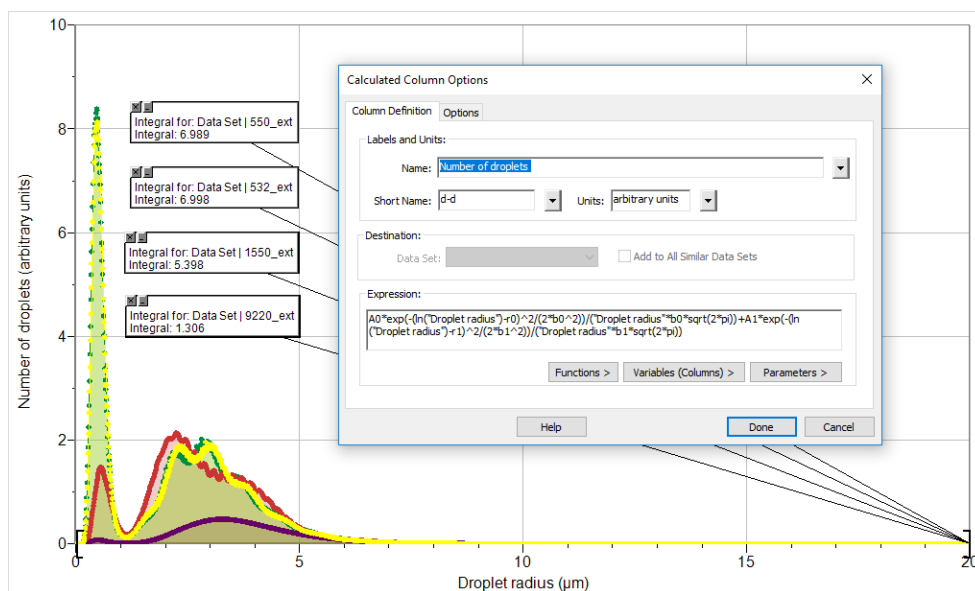 10
8
6
4
2
0
Number of droplets (arbitrary units)
Integral for: Data Set | 550_ext
Integral: 6.989
Integral for: Data Set | 532_ext
Integral: 6.998
Integral for: Data Set | 1550_ext
Integral: 5.398
Integral for: Data Set | 9220_ext
Integral: 1.306
Calculated Column Options
Column Definition
Options
Labels and Units:
Name: Number of droplets
Short Name: d-d Units: arbitrary units
Destination:
Data Set:
Add to All Similar Data Sets
Expression:
A0*exp(-(ln("Droplet radius")-r0)^2/(2*b0^2))/("Droplet radius"*b0*sqrt(2*pi))+A1*exp(-(ln
("Droplet radius")-r1)^2/(2*b1^2))/("Droplet radius"*b1*sqrt(2*pi))
Functions > Variables (Columns) > Parameters >
Help Done Cancel
0 5 10 15 20
Droplet radius (µm)